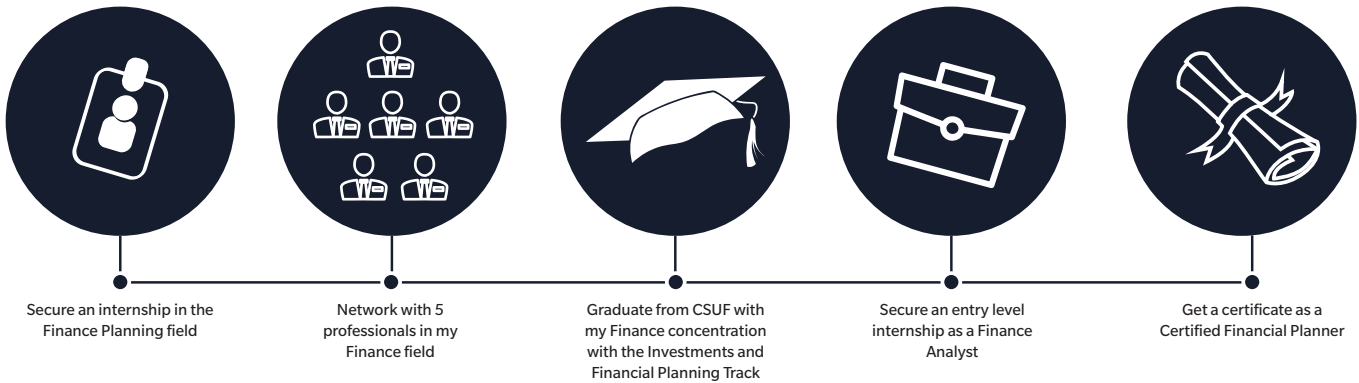 Secure an internship in the
Finance Planning field
Network with 5
professionals in my
Finance field
Graduate from CSUF with
my Finance concentration
with the Investments and
Financial Planning Track
Secure an entry level
internship as a Finance
Analyst
Get a certificate as a
Certified Financial Planner